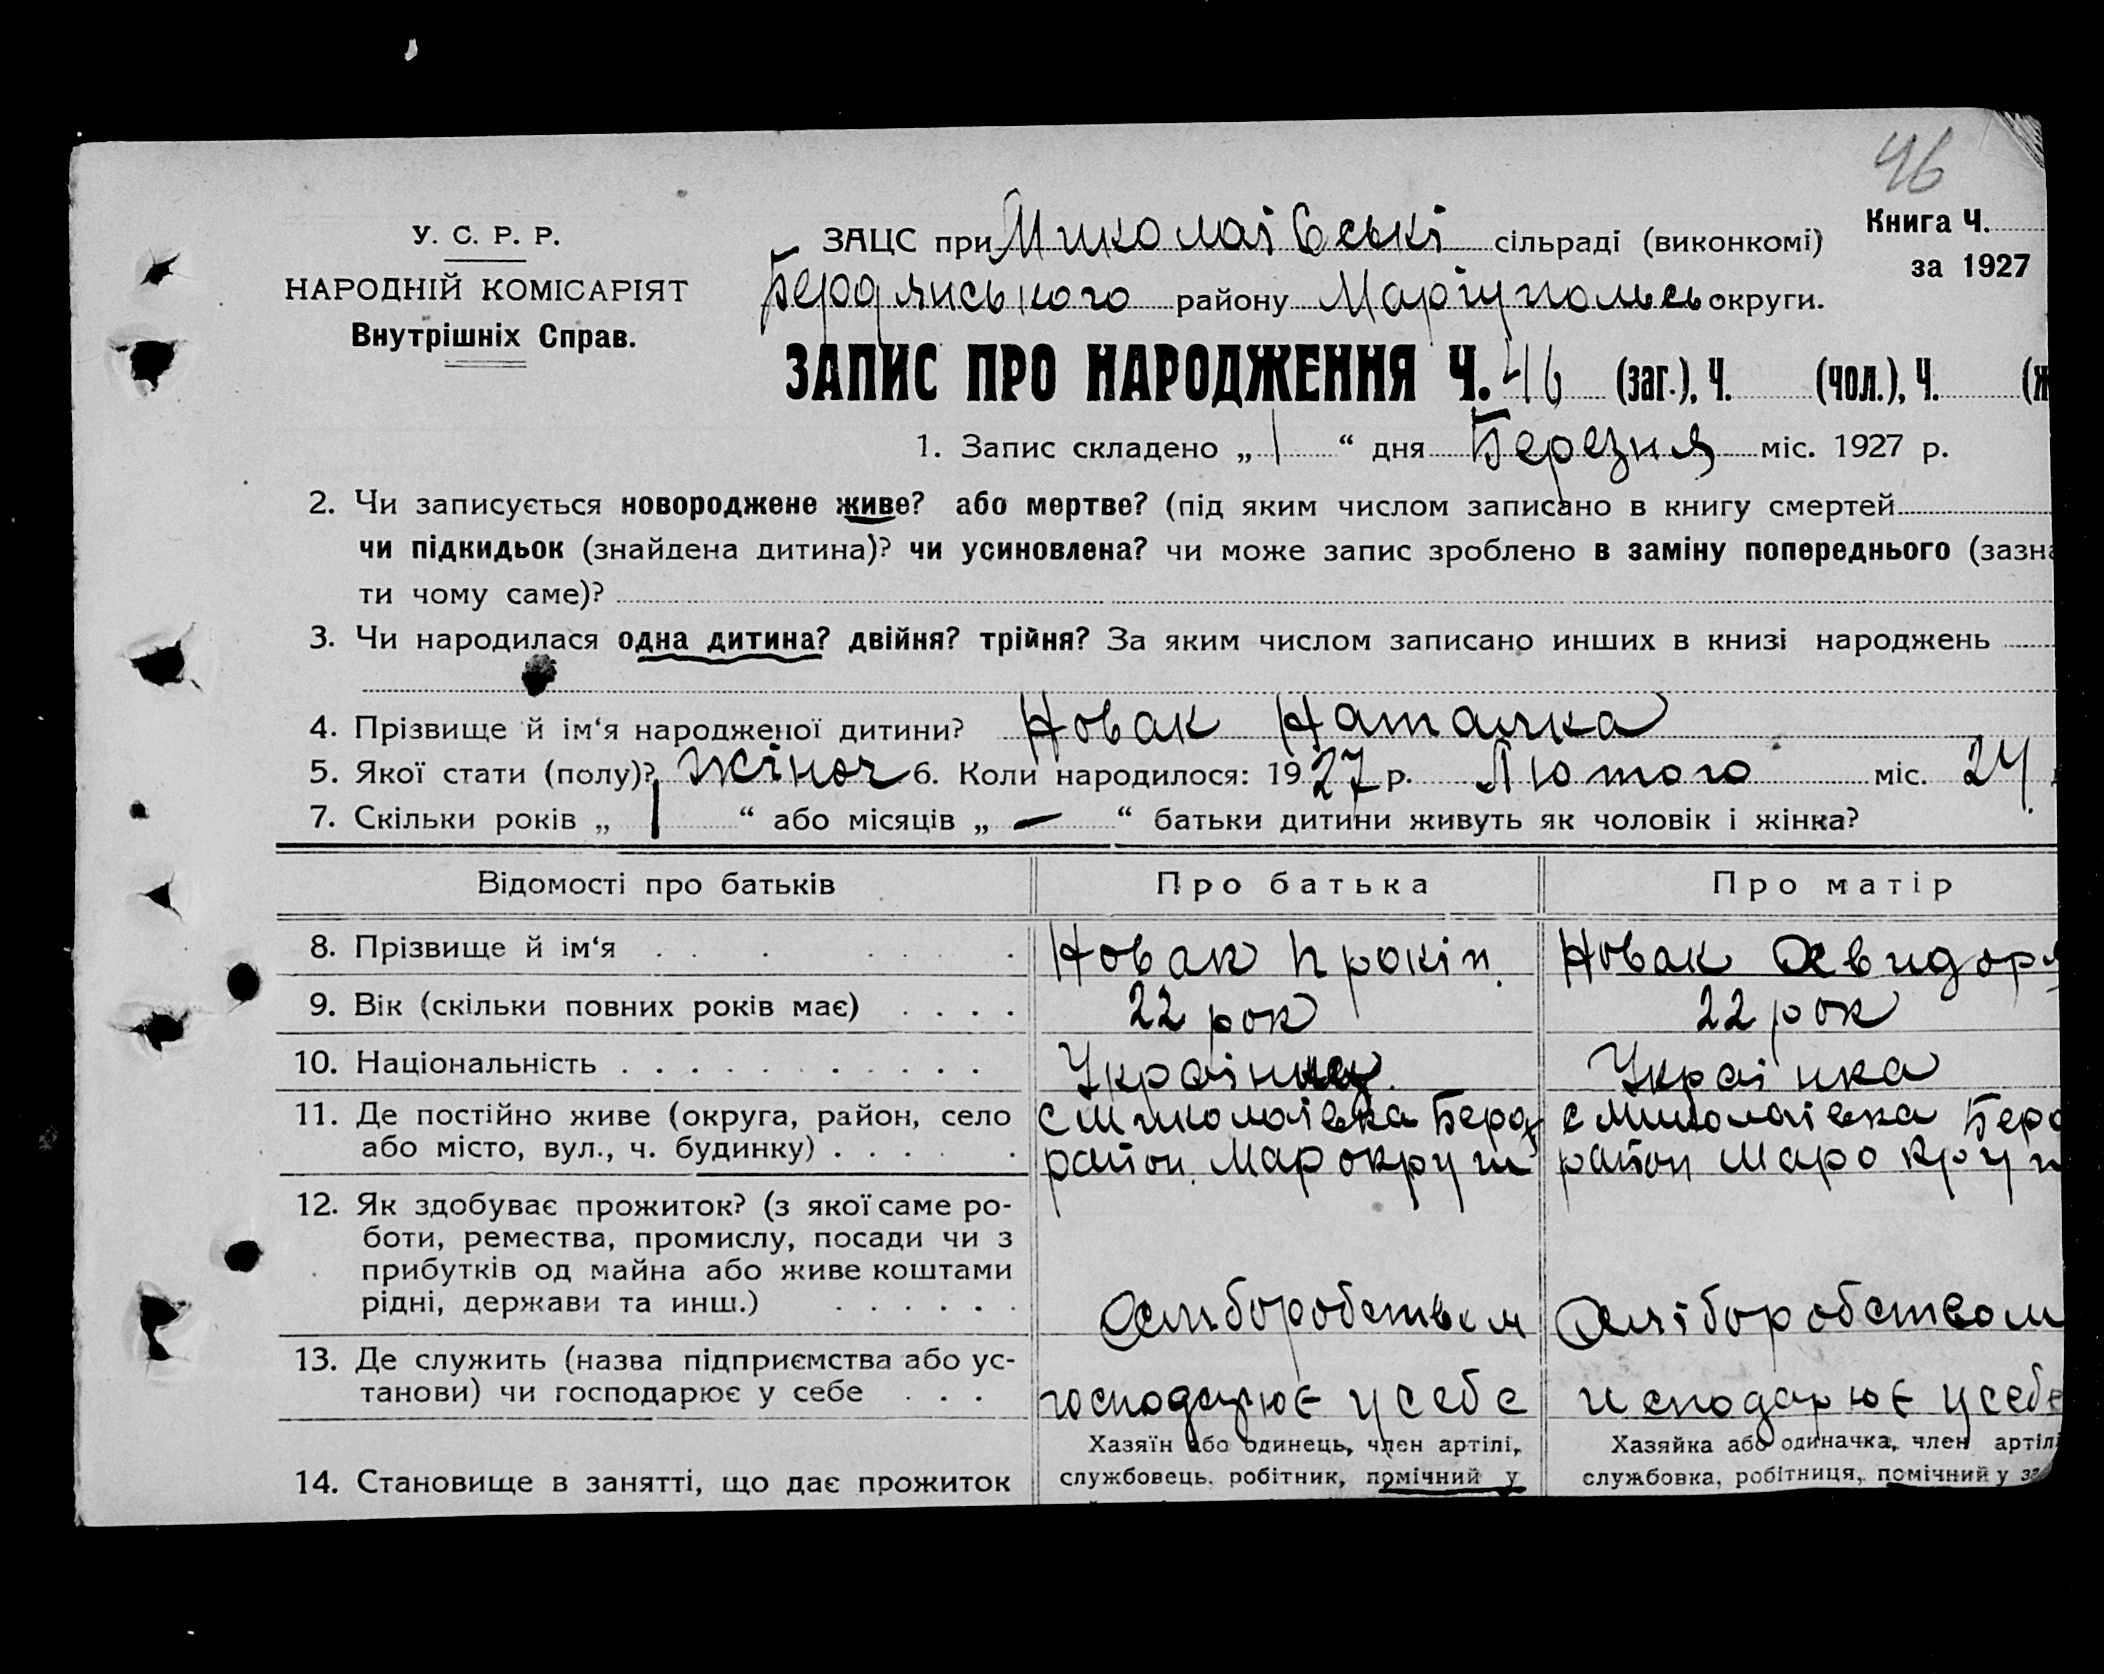 46
У. С. Р. Р.
НАРОДНІЙ КОМІСАРІЯТ
Внутрішніх Справ.
ЗАЦС при Миколаївські сільраді (виконкомі)
Книга Ч.
за 1927
Бердянського району Маріупольсь округи.
ЗАПИС ПРО НАРОДЖЕННЯ Ч. 46 (заг.), Ч. (чол.), Ч. (ж
1. Запис складено „ 1 “ дня Березня міс. 1927 р.
2. Чи записується новороджене живе? або мертве? (під яким числом записано в книгу смертей
чи підкидьок (знайдена дитина)? чи усиновлена? чи може запис зроблено в заміну попереднього (зазна
ти чому саме)?
3. Чи народилася одна дитина? двійня? трійня? За яким числом записано инших в книзі народжень
4. Прізвище й ім‘я народженої дитини? Новак Наталка
5. Якої стати (полу)? жіноч 6. Коли народилося: 1927 р. Лютого міс. 24
7. Скільки років „ 1 “ або місяців „ — “ батьки дитини живуть як чоловік і жінка?
Відомості про батьків Про батька Про матір
8. Прізвище й ім‘я Новак Прокіп Новак
9. Вік (скільки повних років має) 22 рок 22 рок
10. Національність Українка
11. Де постійно живе (округа, район, село с Миколаївка Берд с Миколаївка Берд
або місто, вул., ч. будинку) район Мар округи район Мар округи
12. Як здобуває прожиток? (з якої саме ро-
боти, ремества, промислу, посади чи з
прибутків од майна або живе коштами
рідні, держави та инш.)
13. Де служить (назва підприємства або ус-
танови) чи господарює у себе господарює у себе господарює у себе
Хазяїн або одинець, член артілі, Хазяйка або одиначка, член артіл
14. Становище в занятті, що дає прожиток службовець, робітник, помічний у службовка, робітниця, помічний у за